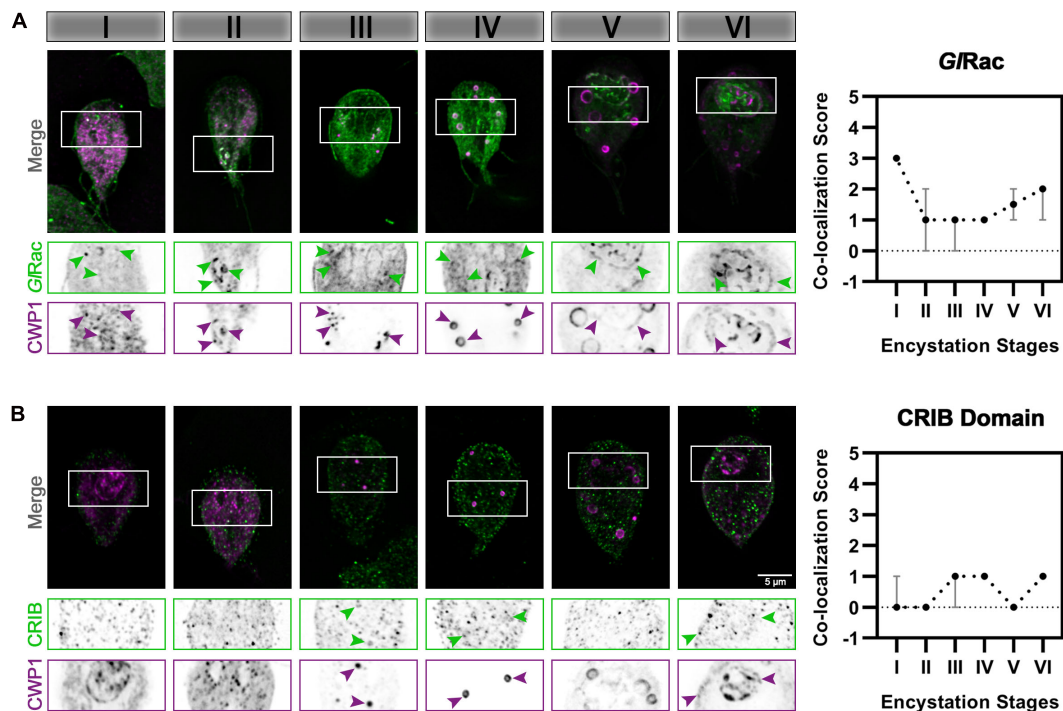 A
I II III IV V VI
Merge
GlRac
CWP1
GlRac
Co-localization Score
5
4
3
2
1
0
-1
I II III IV V VI
Encystation Stages
B
Merge
5 µm
CRIB
CWP1
CRIB Domain
Co-localization Score
5
4
3
2
1
0
-1
I II III IV V VI
Encystation Stages